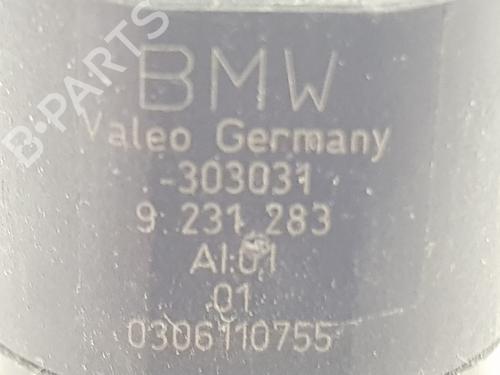 B-PARTS
BMW
Valeo Germany
-303031
9 231 283
AI:01
01
0306110755